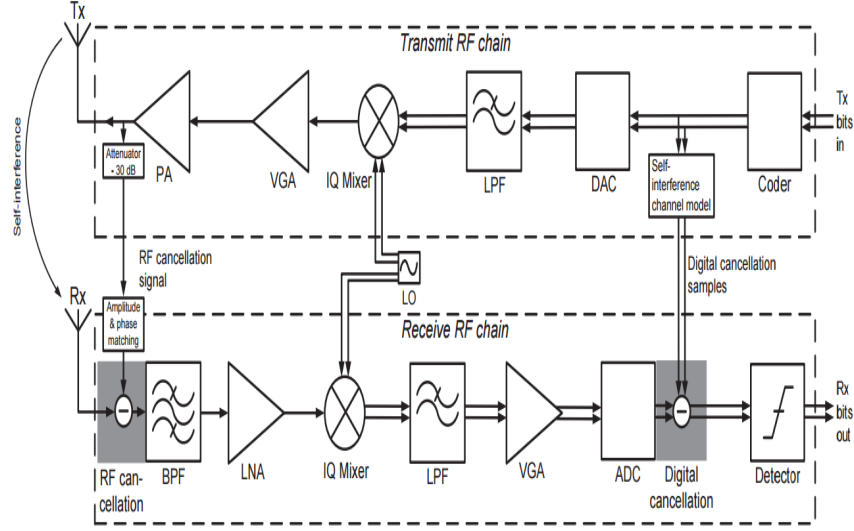 Tx
Transmit RF chain
Self-interference
Attenuator
- 30 dB
PA
VGA
IQ Mixer
LPF
DAC
Self-
interference
channel model
Coder
Tx
bits
in
RF cancellation
signal
LO
Digital cancellation
samples
Rx
Amplitude
& phase
matching
Receive RF chain
RF can-
cellation
BPF
LNA
IQ Mixer
LPF
VGA
ADC
Digital
cancellation
Detector
Rx
bits
out